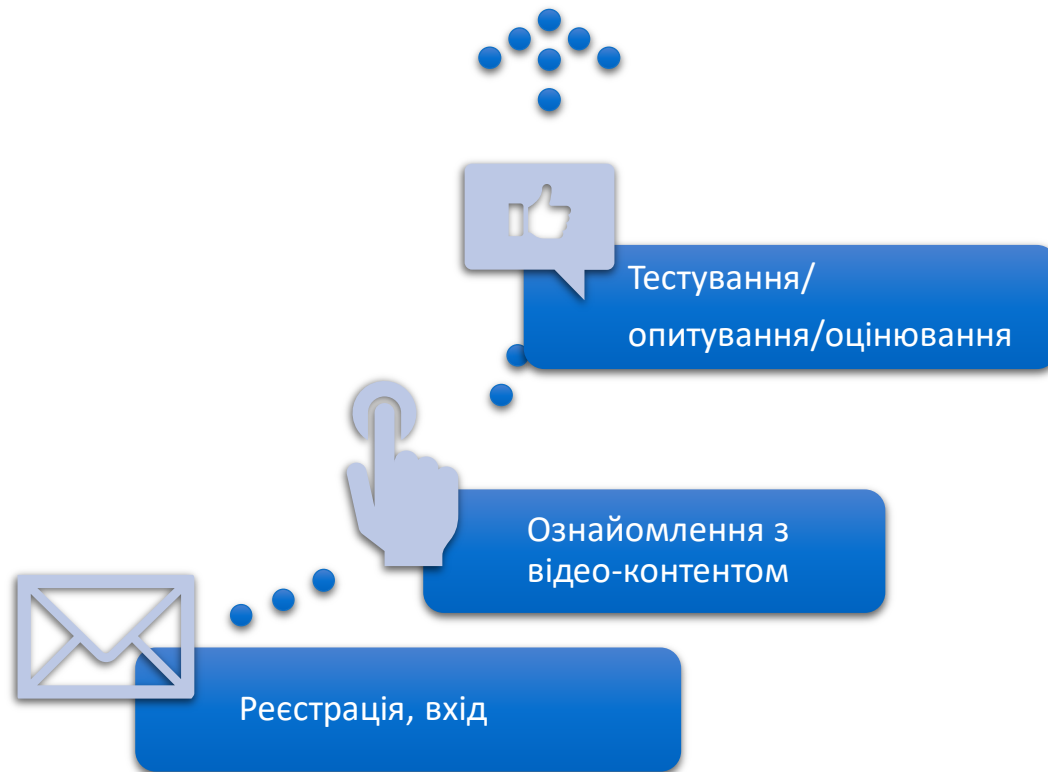 Тестування/
опитування/оцінювання
Ознайомлення з
відео-контентом
Реєстрація, вхід